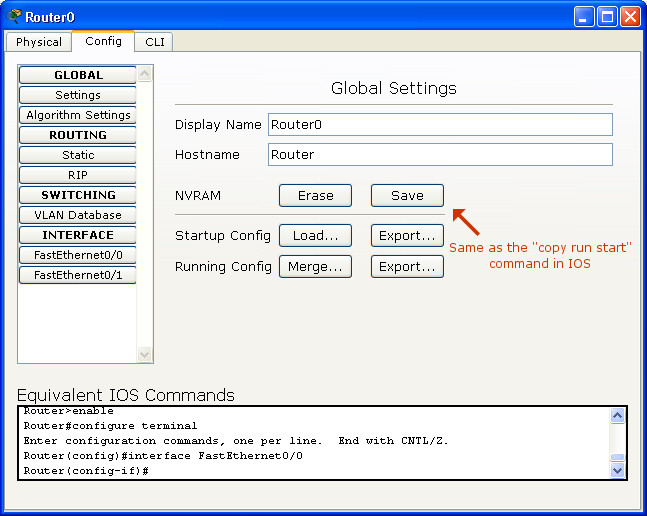 Router0
Physical
Config
CLI
GLOBAL
Settings
Algorithm Settings
ROUTING
Static
RIP
SWITCHING
VLAN Database
INTERFACE
FastEthernet0/0
FastEthernet0/1
Global Settings
Display Name Router0
Hostname Router
NVRAM Erase Save
Startup Config Load... Export...
Running Config Merge... Export...
Same as the "copy run start"
command in IOS
Equivalent IOS Commands
Router>enable
Router#configure terminal
Enter configuration commands, one per line.  End with CNTL/Z.
Router(config)#interface FastEthernet0/0
Router(config-if)#